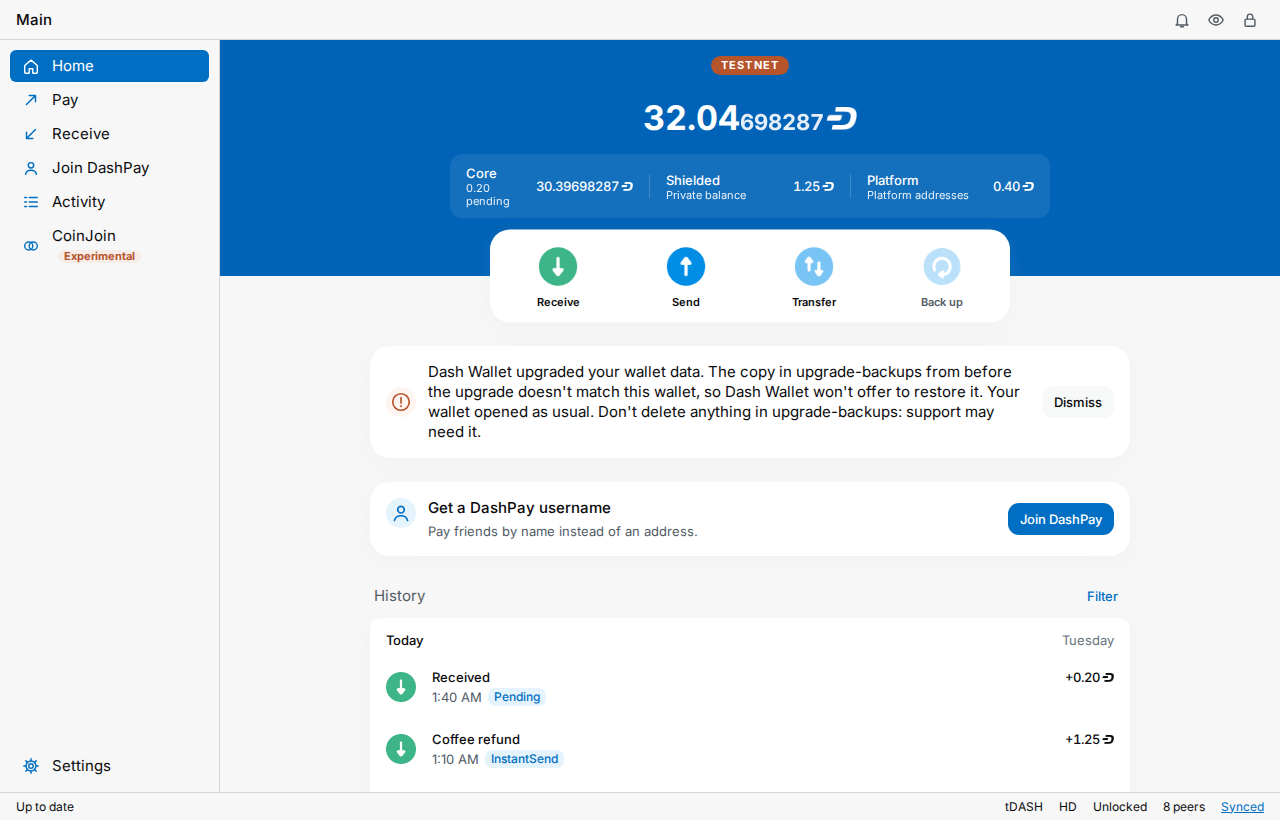 Main
Home
Pay
Receive
Join DashPay
Activity
CoinJoin
Experimental
Settings
TESTNET
32.04698287
Core
0.20
pending
30.39698287
Shielded
Private balance
1.25
Platform
Platform addresses
0.40
Receive
Send
Transfer
Back up
Dash Wallet upgraded your wallet data. The copy in upgrade-backups from before
the upgrade doesn't match this wallet, so Dash Wallet won't offer to restore it. Your
wallet opened as usual. Don't delete anything in upgrade-backups: support may
need it.
Dismiss
Get a DashPay username
Pay friends by name instead of an address.
Join DashPay
History
Filter
Today
Tuesday
Received
1:40 AM Pending
+0.20
Coffee refund
1:10 AM InstantSend
+1.25
Up to date
tDASH HD Unlocked 8 peers Synced